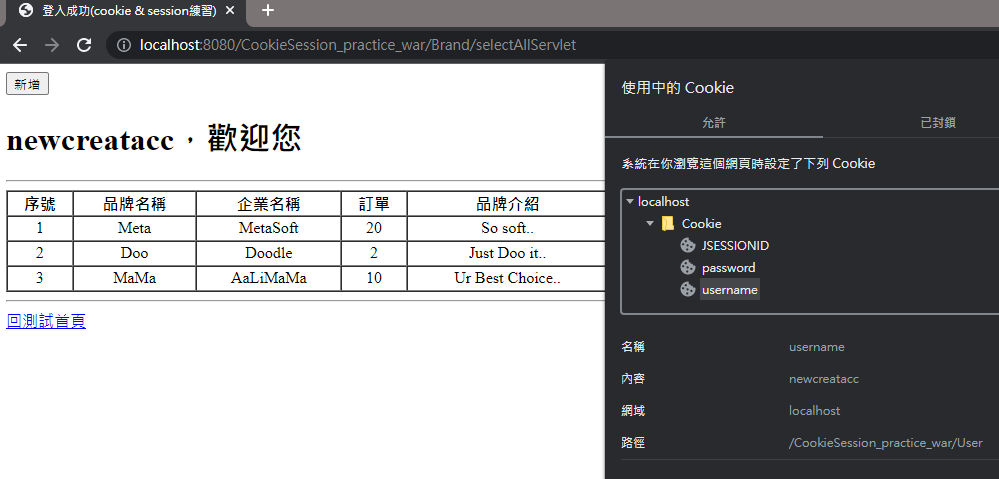 登入成功(cookie & session練習)
localhost:8080/CookieSession_practice_war/Brand/selectAllServlet
新增
newcreatacc，歡迎您
序號 品牌名稱 企業名稱 訂單 品牌介紹
1 Meta MetaSoft 20 So soft..
2 Doo Doodle 2 Just Doo it..
3 MaMa AaLiMaMa 10 Ur Best Choice..
回測試首頁
使用中的 Cookie
允許 已封鎖
系統在你瀏覽這個網頁時設定了下列 Cookie
localhost
Cookie
JSESSIONID
password
username
名稱 username
內容 newcreatacc
網域 localhost
路徑 /CookieSession_practice_war/User